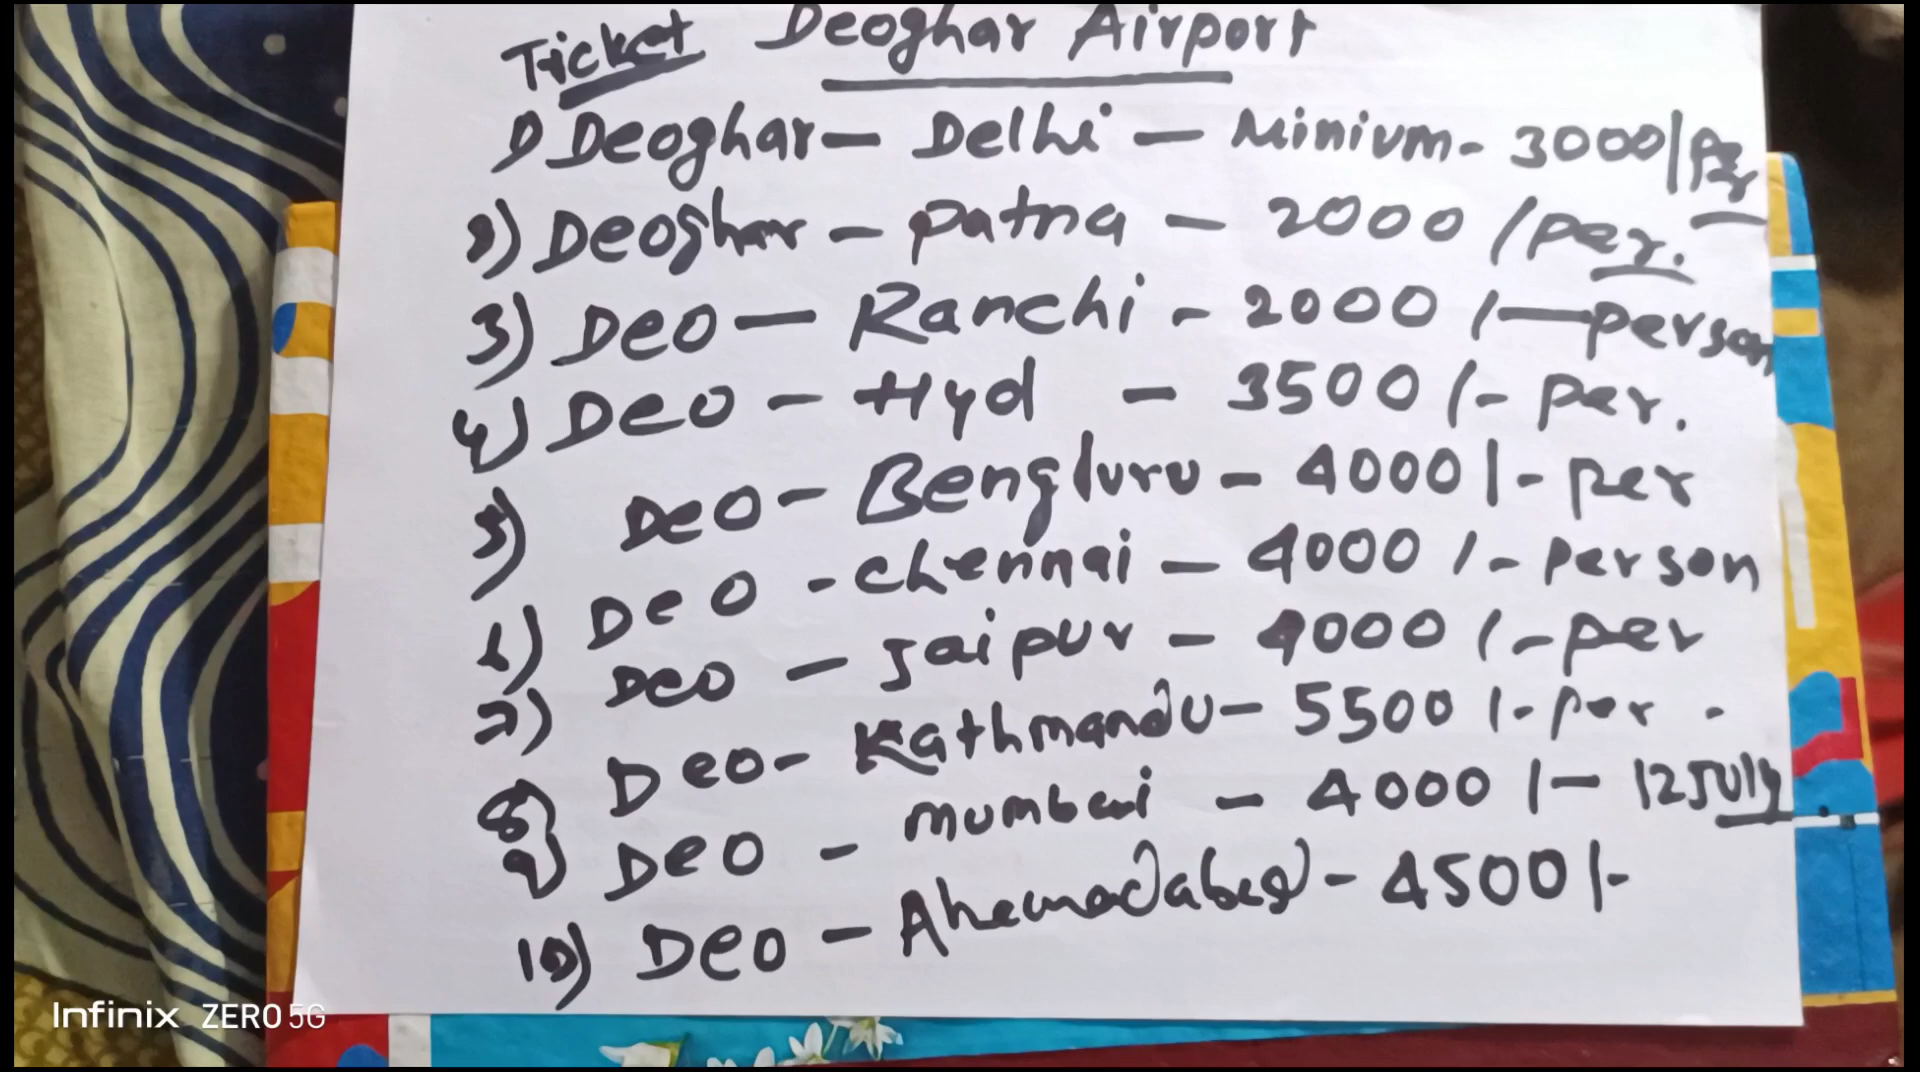 Ticket Deoghar Airport
1) Deoghar - Delhi - Minium - 3000/Per
2) Deoghar - Patna - 2000 /Per.
3) Deo - Ranchi - 2000 /- person
4) Deo - Hyd - 3500 /- Per.
5) Deo - Bengluru - 4000 /- Per
6) Deo - chennai - 4000 /- Person
7) Deo - Jaipur - 4000 /- Per
8) Deo - Kathmandu - 5500 /- Per.
9) Deo - mumbai - 4000 /- 12 July
10) Deo - Ahemadabad - 4500 /-
Infinix ZERO 5G